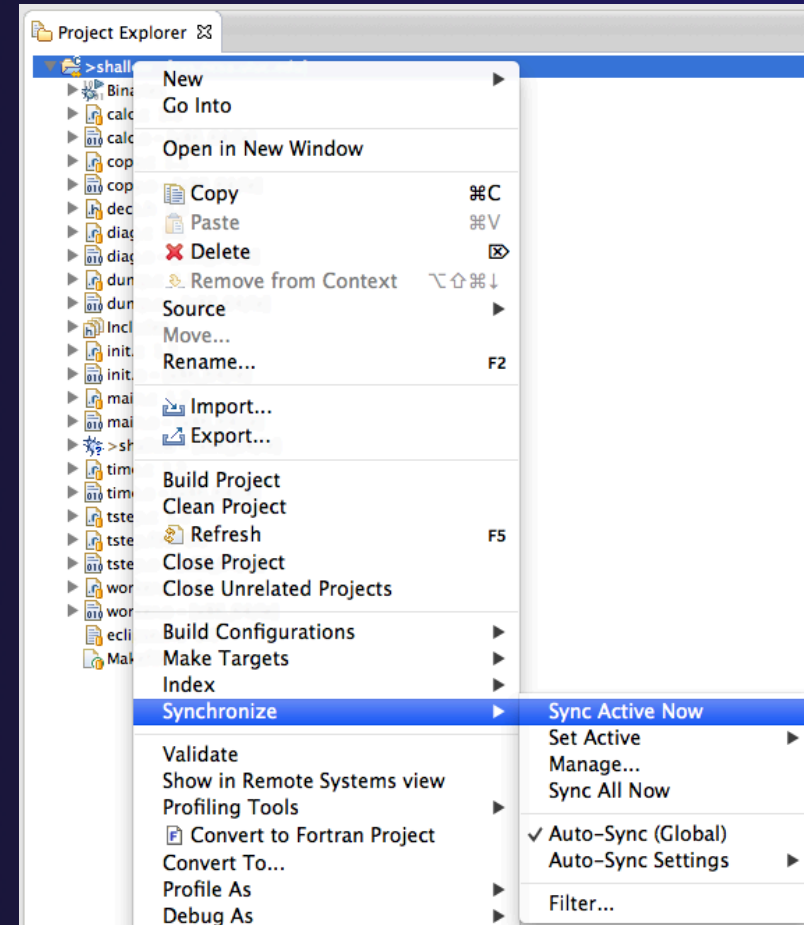 Project Explorer
>shall
Bina
calc
calc
cop
cop
dec
diag
diag
dun
dun
Incl
init.
init.
mai
mai
>sh
tim
tim
tste
tste
tste
wor
wor
ecli
Mak
New
Go Into
Open in New Window
Copy ⌘C
Paste ⌘V
Delete ⌦
Remove from Context ⌥⇧⌘↓
Source
Move...
Rename... F2
Import...
Export...
Build Project
Clean Project
Refresh F5
Close Project
Close Unrelated Projects
Build Configurations
Make Targets
Index
Synchronize
Validate
Show in Remote Systems view
Profiling Tools
Convert to Fortran Project
Convert To...
Profile As
Debug As
Sync Active Now
Set Active
Manage...
Sync All Now
✓ Auto-Sync (Global)
Auto-Sync Settings
Filter...